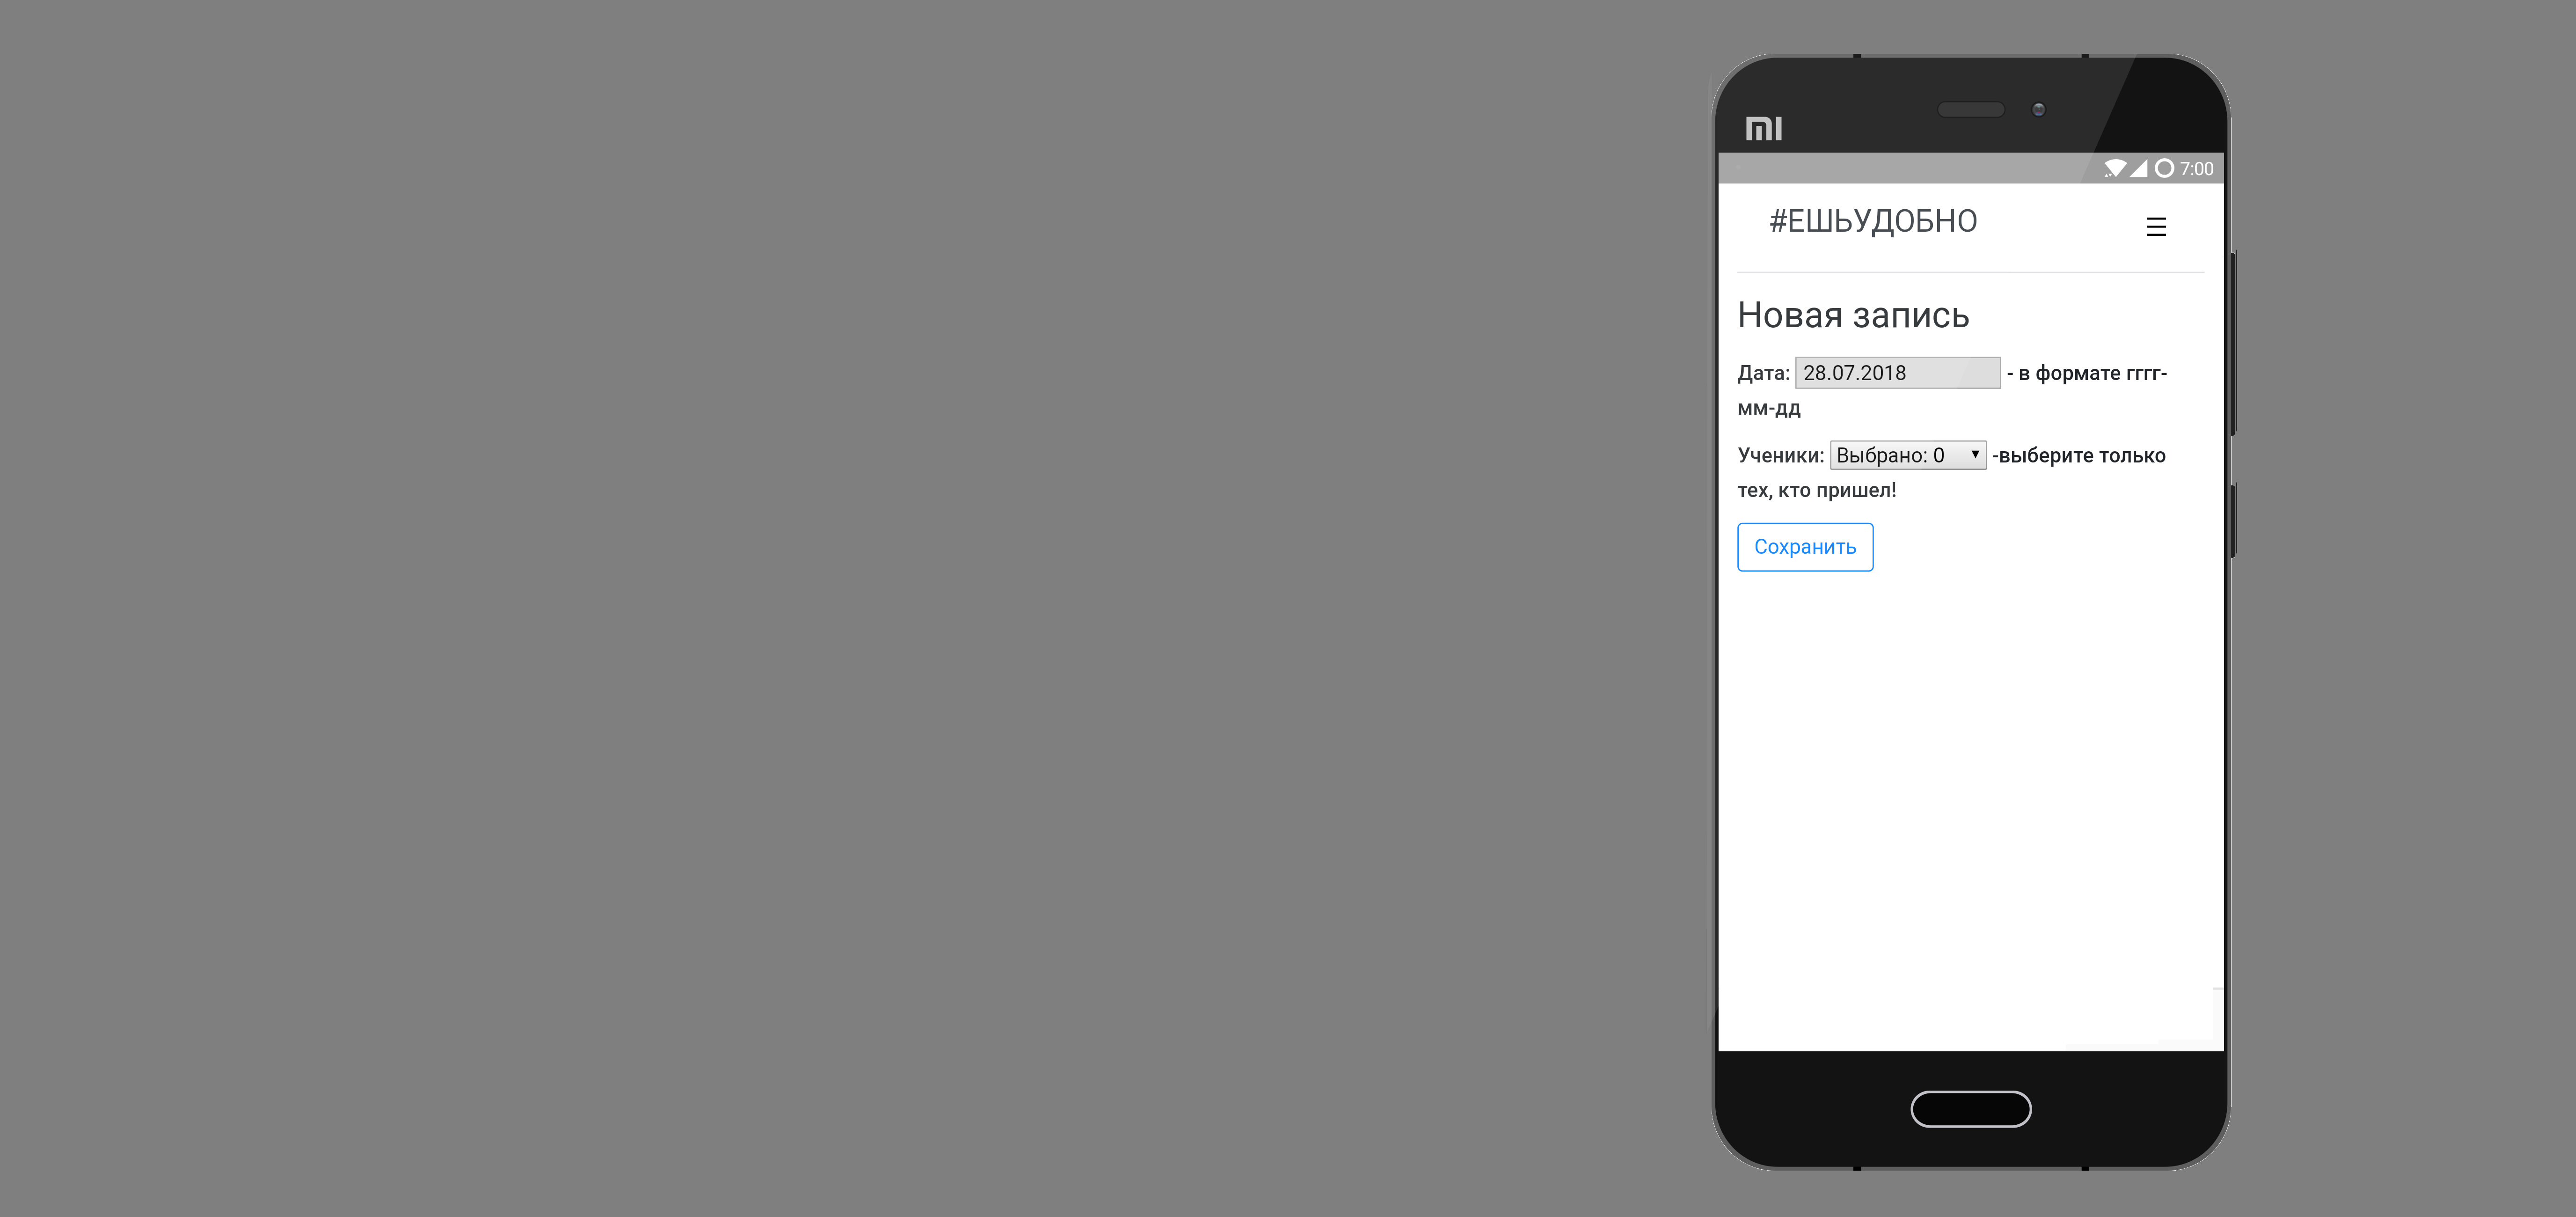 MI
7:00
#ЕШЬУДОБНО
Новая запись
Дата: 28.07.2018 - в формате гггг-
мм-дд
Ученики: Выбрано: 0 -выберите только
тех, кто пришел!
Сохранить